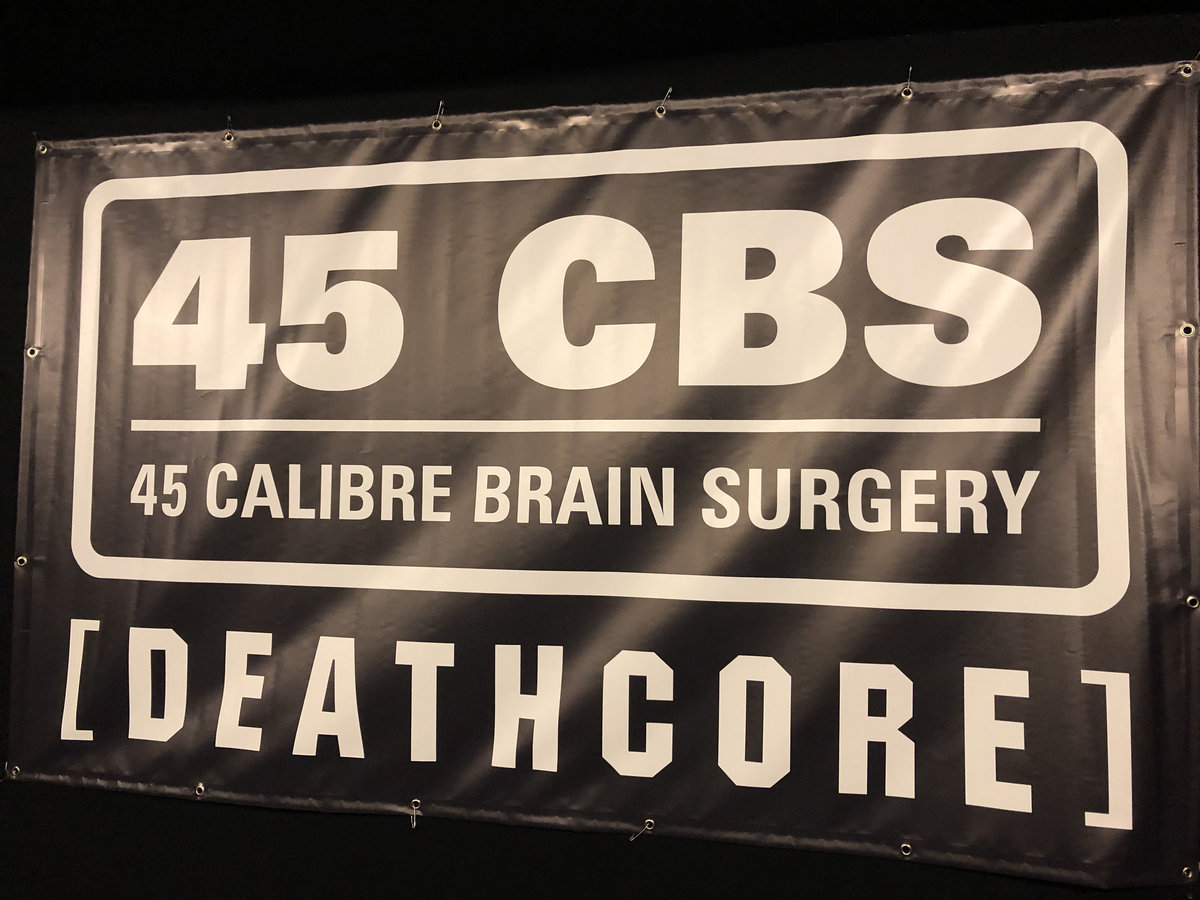 45 CBS
45 CALIBRE BRAIN SURGERY
[DEATHCORE]